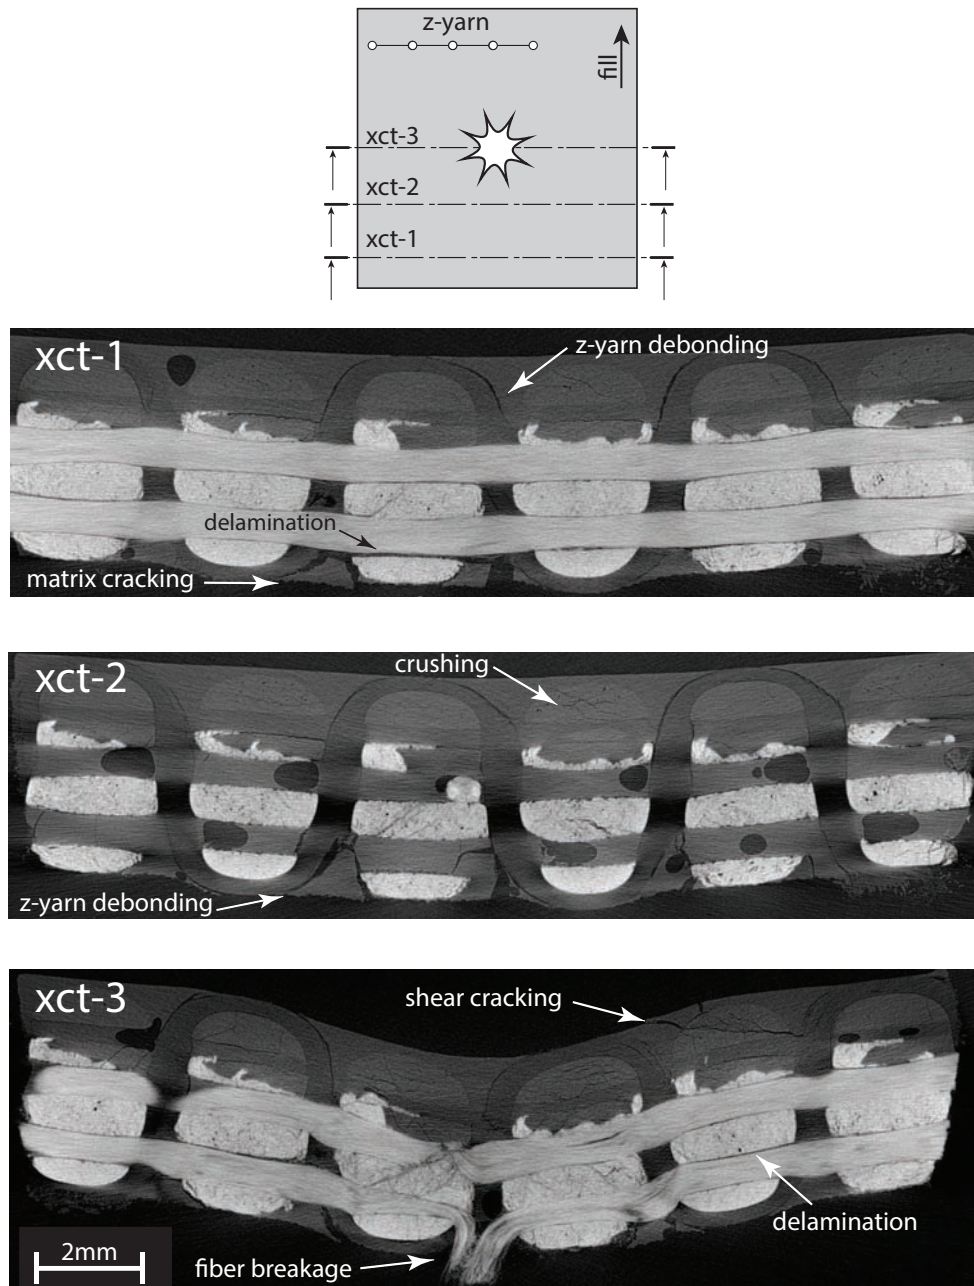 z-yarn
fill
xct-3
xct-2
xct-1
xct-1
z-yarn debonding
delamination
matrix cracking
xct-2
crushing
z-yarn debonding
xct-3
shear cracking
delamination
2mm
fiber breakage